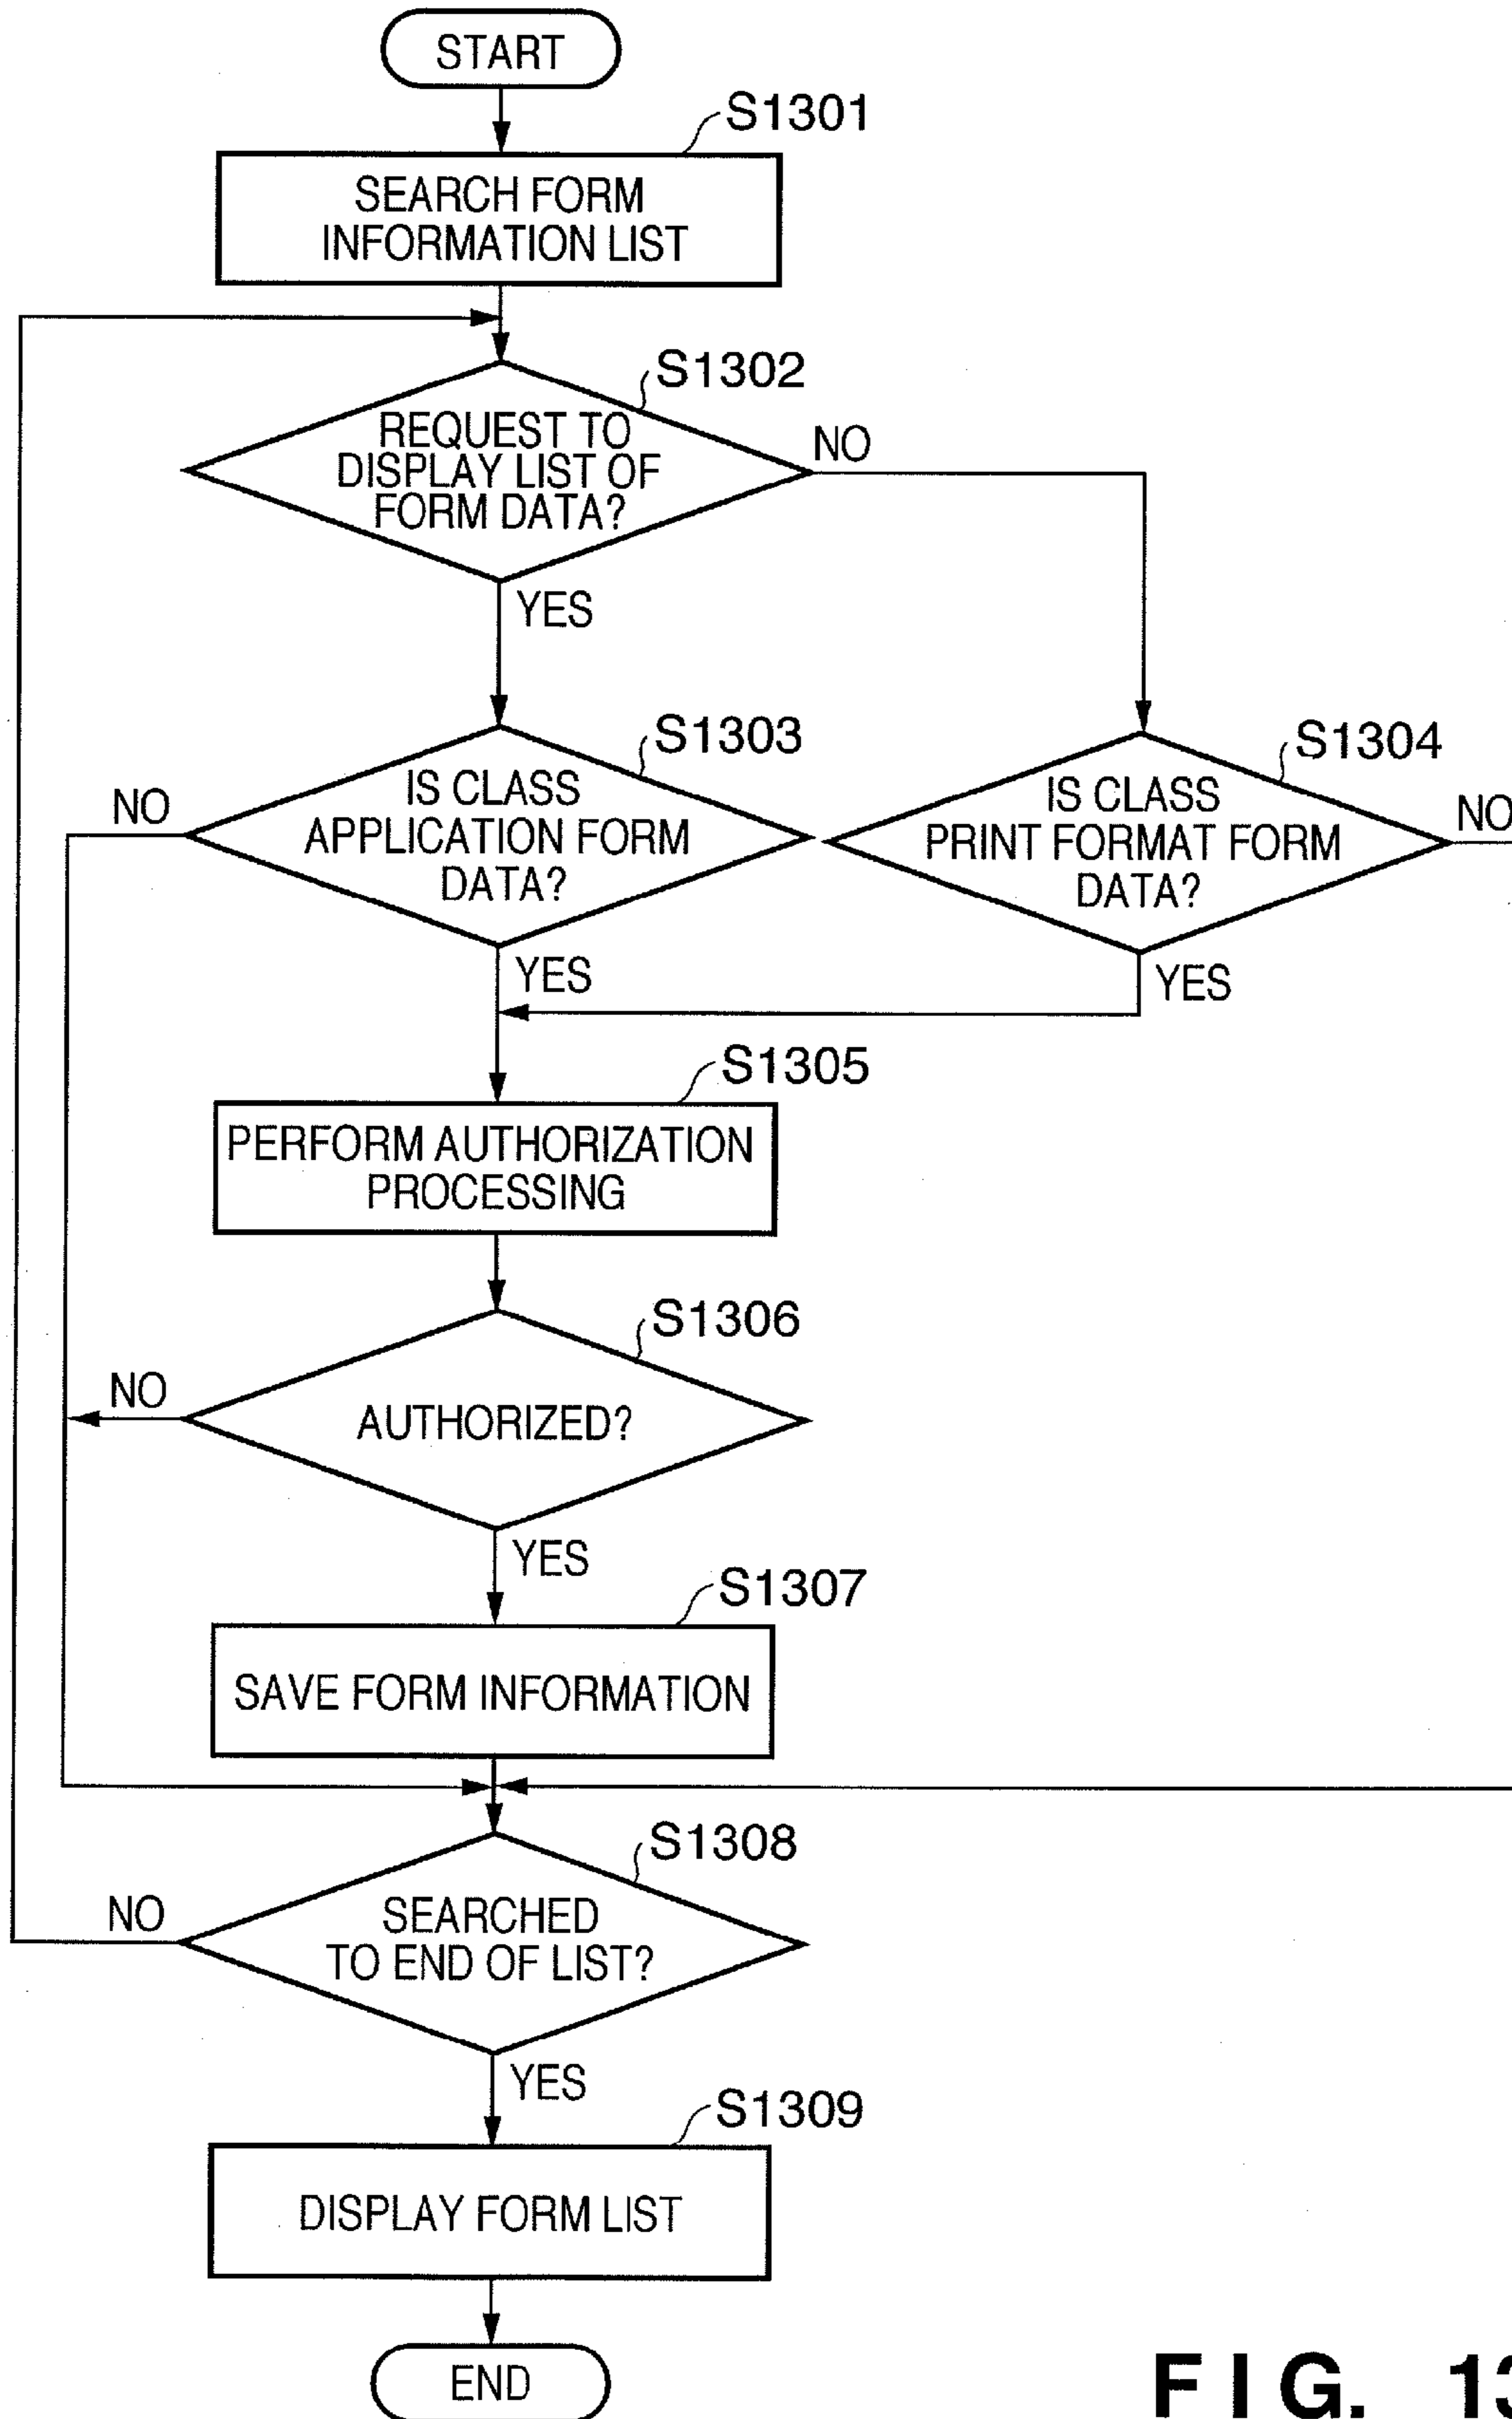 START
S1301
SEARCH FORM
INFORMATION LIST
S1302
REQUEST TO
DISPLAY LIST OF
FORM DATA?
NO
YES
S1303
IS CLASS
APPLICATION FORM
DATA?
NO
YES
S1304
IS CLASS
PRINT FORMAT FORM
DATA?
NO
YES
S1305
PERFORM AUTHORIZATION
PROCESSING
S1306
AUTHORIZED?
NO
YES
S1307
SAVE FORM INFORMATION
S1308
SEARCHED
TO END OF LIST?
NO
YES
S1309
DISPLAY FORM LIST
END
FIG. 13